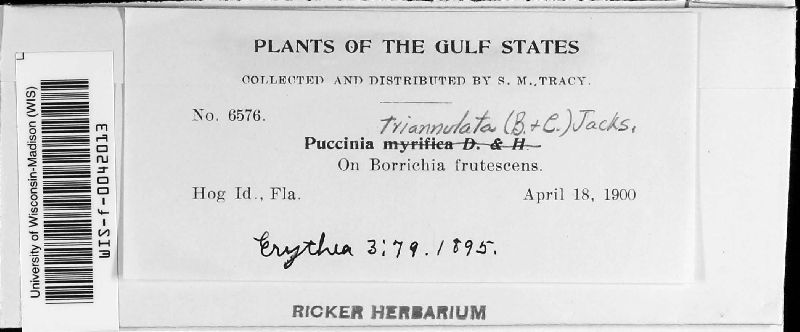 PLANTS OF THE GULF STATES
COLLECTED AND DISTRIBUTED BY S. M. TRACY.
No. 6576.
triannulata (B. + C.) Jacks.
Puccinia myrifica D. & H.
On Borrichia frutescens.
Hog Id., Fla. April 18, 1900
Erythea 3:79. 1895.
RICKER HERBARIUM
University of Wisconsin-Madison (WIS)
WIS-f-0042013